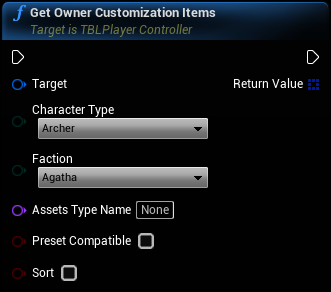 Get Owner Customization Items
Target is TBLPlayer Controller
Target
Return Value
Character Type
Archer
Faction
Agatha
Assets Type Name None
Preset Compatible
Sort